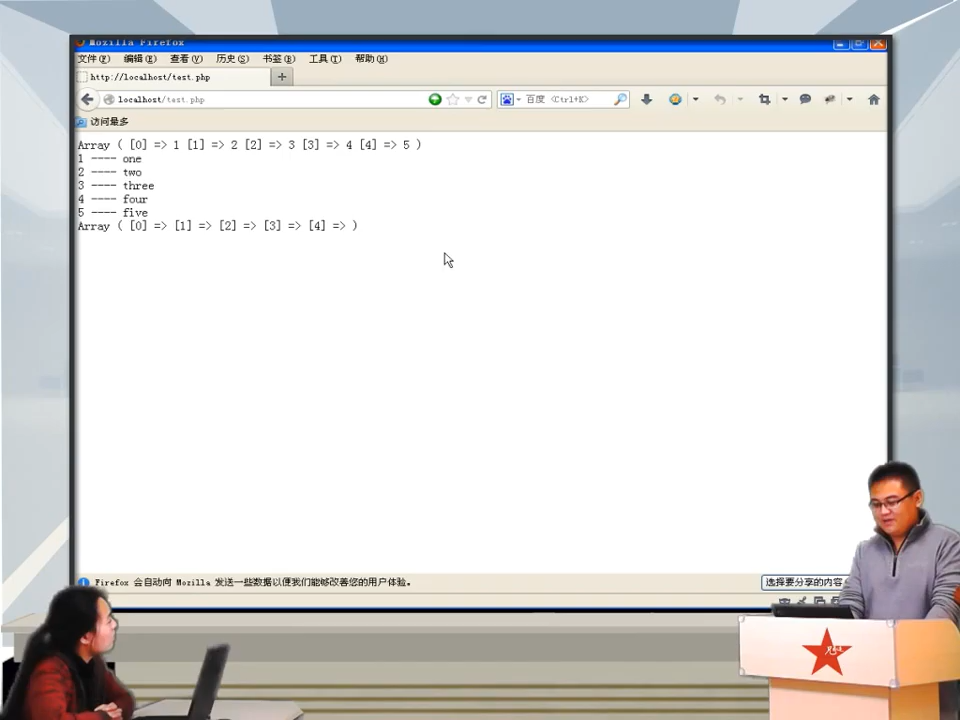 Mozilla Firefox
文件(F) 编辑(E) 查看(V) 历史(S) 书签(B) 工具(T) 帮助(H)
http://localhost/test.php +
localhost/test.php 百度 <Ctrl+K>
访问最多
Array ( [0] => 1 [1] => 2 [2] => 3 [3] => 4 [4] => 5 )
1 ---- one
2 ---- two
3 ---- three
4 ---- four
5 ---- five
Array ( [0] => [1] => [2] => [3] => [4] => )
Firefox 会自动向 Mozilla 发送一些数据以便我们能够改善您的用户体验。 选择要分享的内容